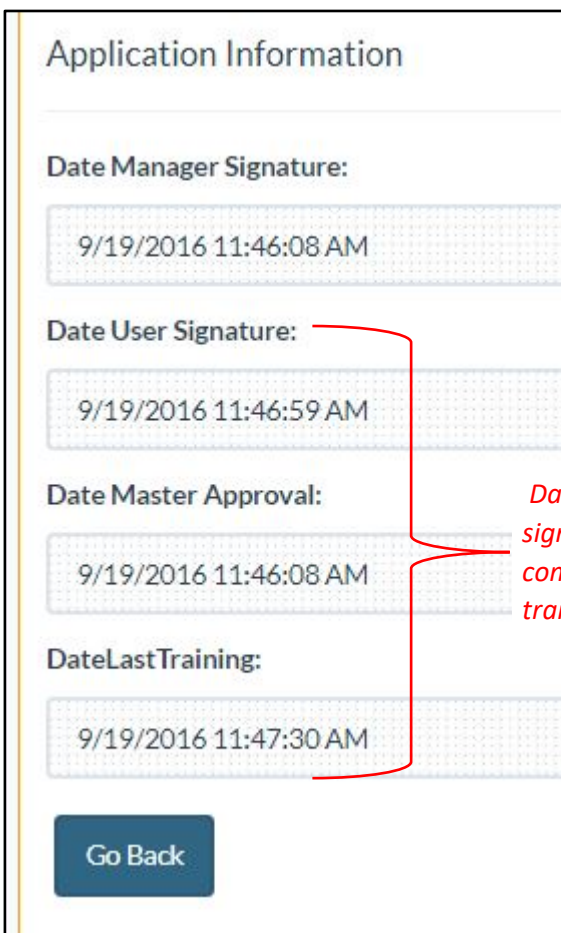 Application Information
Date Manager Signature:
9/19/2016 11:46:08 AM
Date User Signature:
9/19/2016 11:46:59 AM
Date Master Approval:
9/19/2016 11:46:08 AM
DateLastTraining:
9/19/2016 11:47:30 AM
Go Back